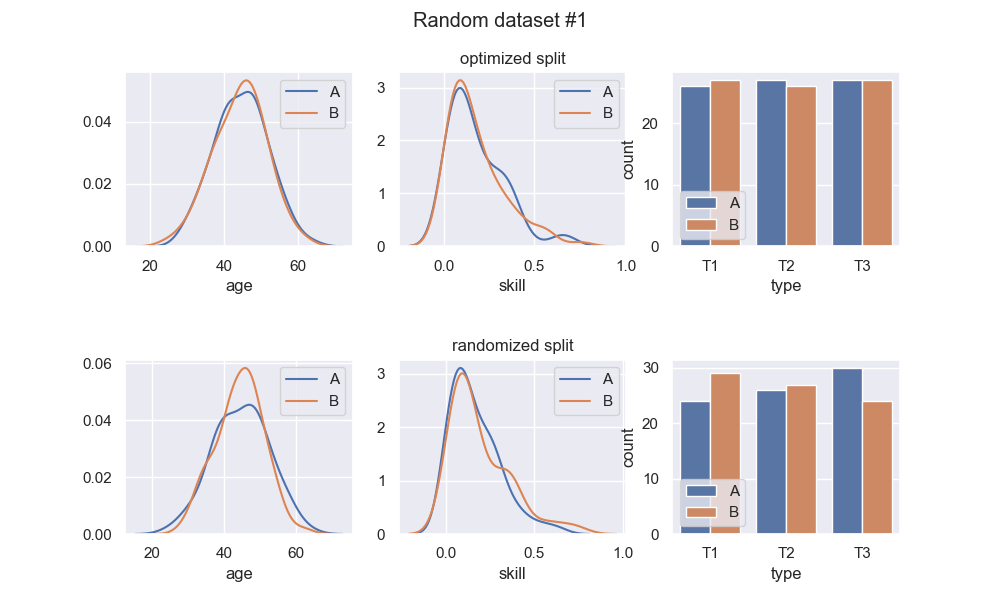 Random dataset #1
optimized split
A
B
0.04
0.02
0.00
20 40 60
age
A
B
3
2
1
0
0.0 0.5 1.0
skill
A
B
20
10
0
count
T1 T2 T3
type
randomized split
A
B
0.06
0.04
0.02
0.00
20 40 60
age
A
B
3
2
1
0
0.0 0.5 1.0
skill
A
B
30
20
10
0
count
T1 T2 T3
type